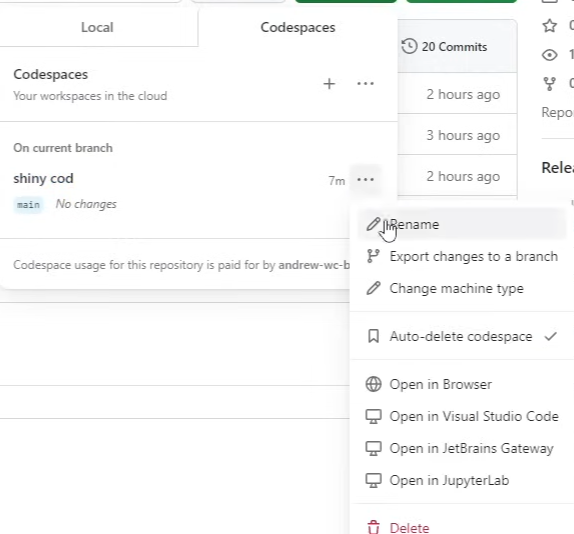 Local
Codespaces
20 Commits
Codespaces
Your workspaces in the cloud
2 hours ago
3 hours ago
On current branch
shiny cod
7m
2 hours ago
main
No changes
Codespace usage for this repository is paid for by andrew-wc-b
Rename
Export changes to a branch
Change machine type
Auto-delete codespace
Open in Browser
Open in Visual Studio Code
Open in JetBrains Gateway
Open in JupyterLab
Delete
0
1
0
Repo
Rele